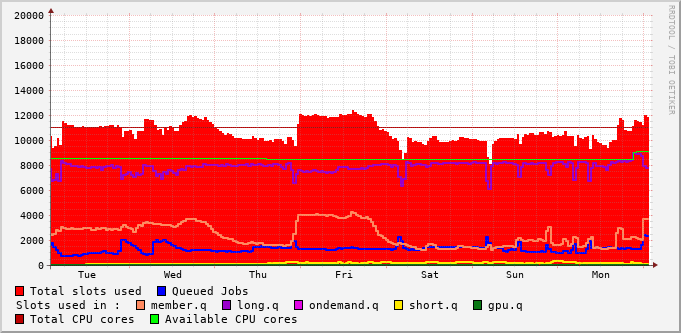 20000
18000
16000
14000
12000
10000
8000
6000
4000
2000
0
Tue Wed Thu Fri Sat Sun Mon
RRDTOOL / TOBI OETIKER
Total slots used Queued Jobs
Slots used in : member.q long.q ondemand.q short.q gpu.q
Total CPU cores Available CPU cores